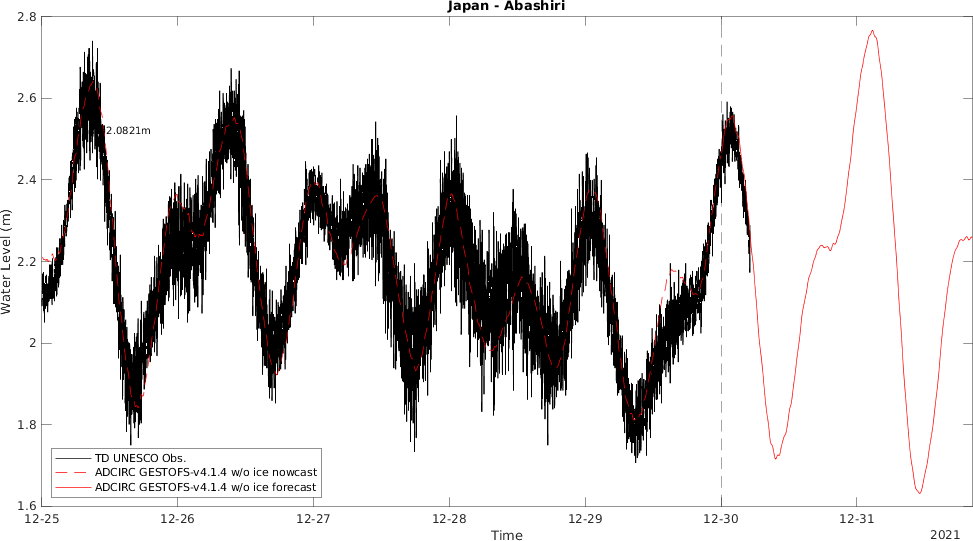 Japan - Abashiri
2.8
2.6
2.0821m
2.4
2.2
2
1.8
1.6
Water Level (m)
TD UNESCO Obs.
ADCIRC GESTOFS-v4.1.4 w/o ice nowcast
ADCIRC GESTOFS-v4.1.4 w/o ice forecast
12-25 12-26 12-27 12-28 12-29 12-30 12-31
Time
2021